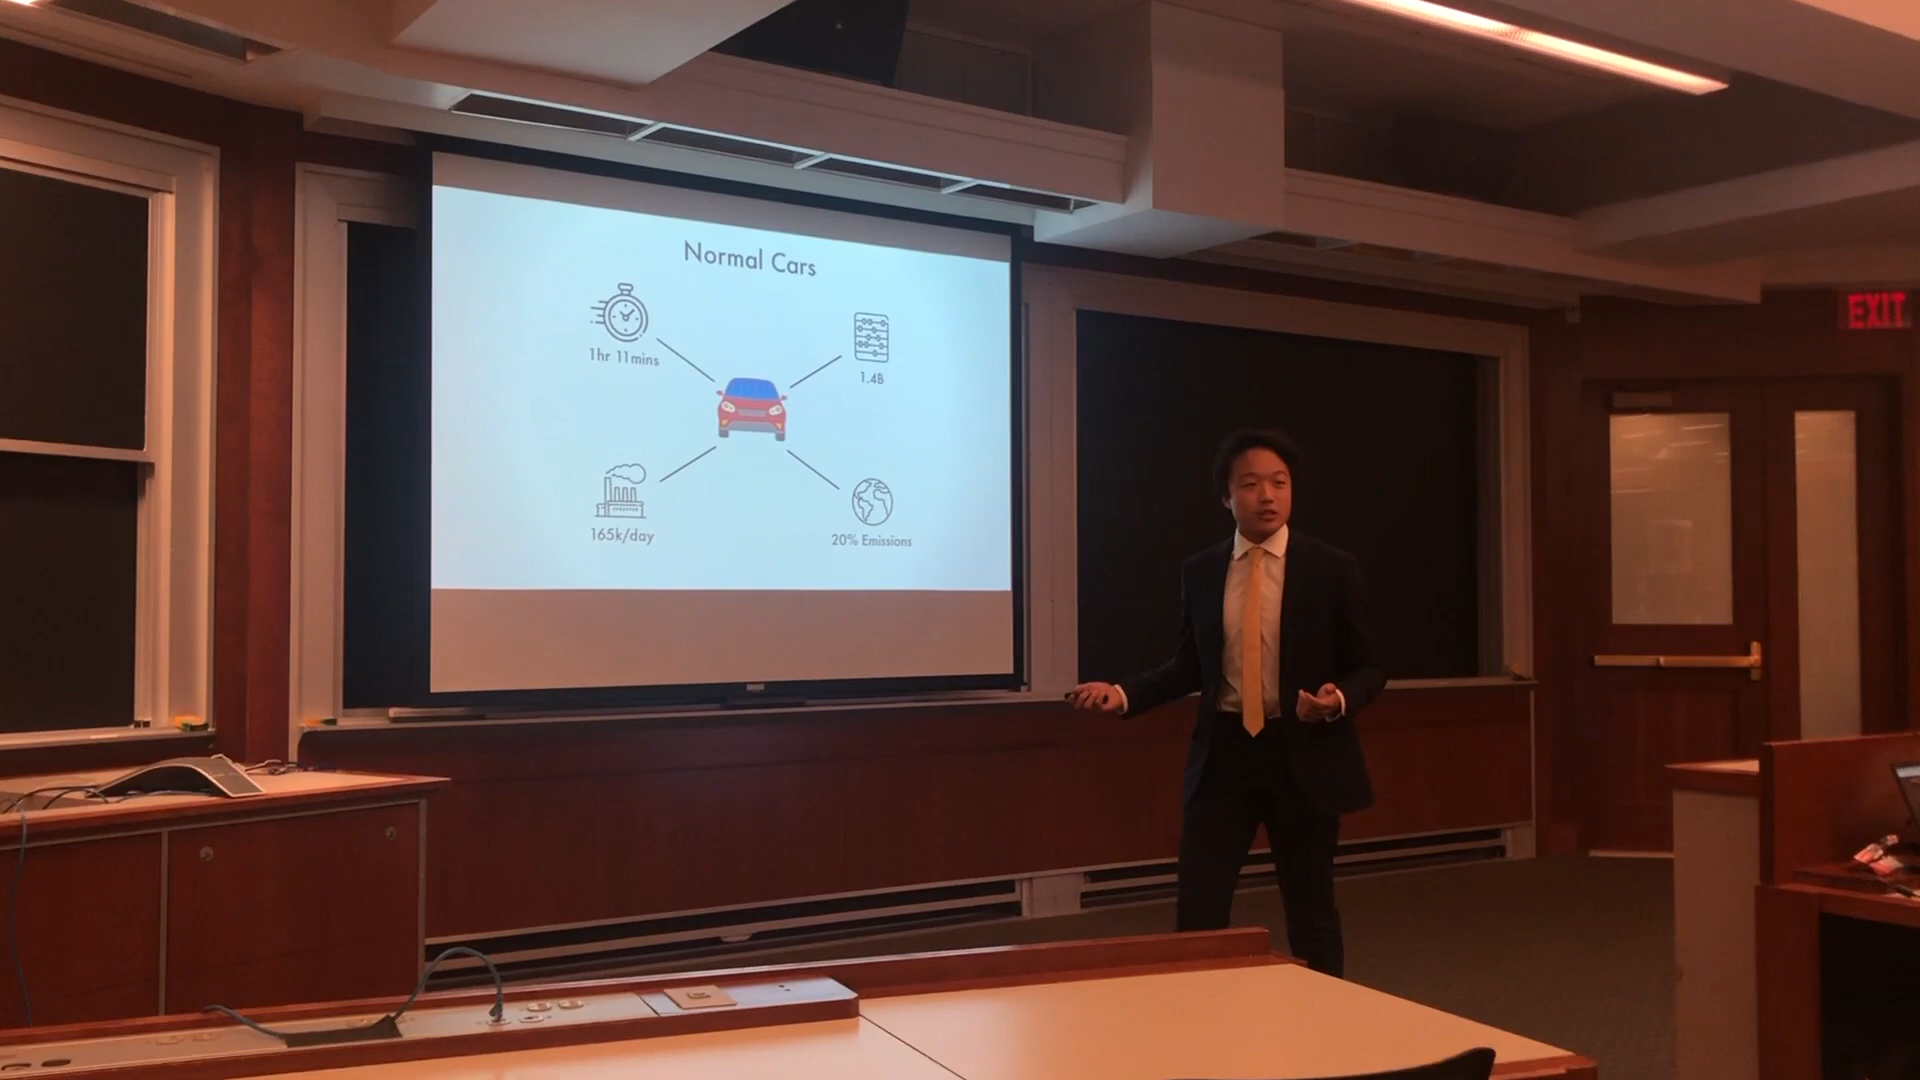 Normal Cars
1hr 11mins
1.4B
165k/day
20% Emissions
EXIT